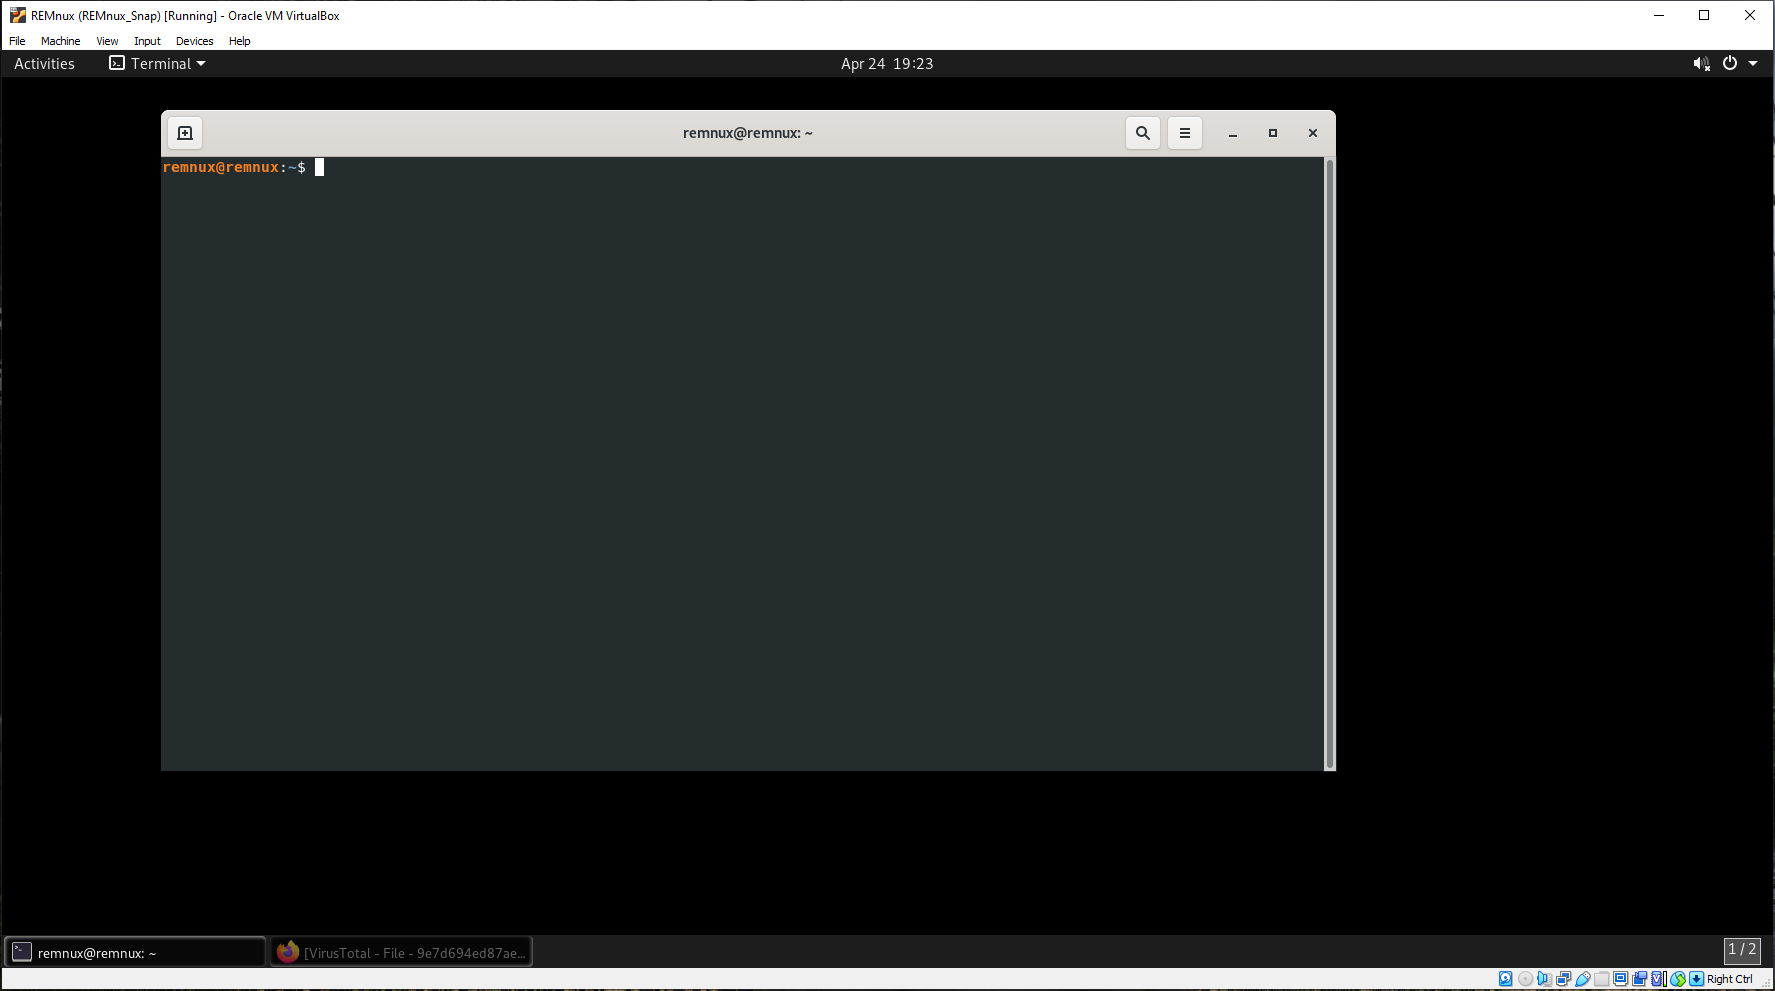 REMnux (REMnux_Snap) [Running] - Oracle VM VirtualBox
File Machine View Input Devices Help
Activities Terminal Apr 24 19:23
remnux@remnux: ~
remnux@remnux:~$
remnux@remnux: ~ [VirusTotal - File - 9e7d694ed87ae... 1 / 2
Right Ctrl